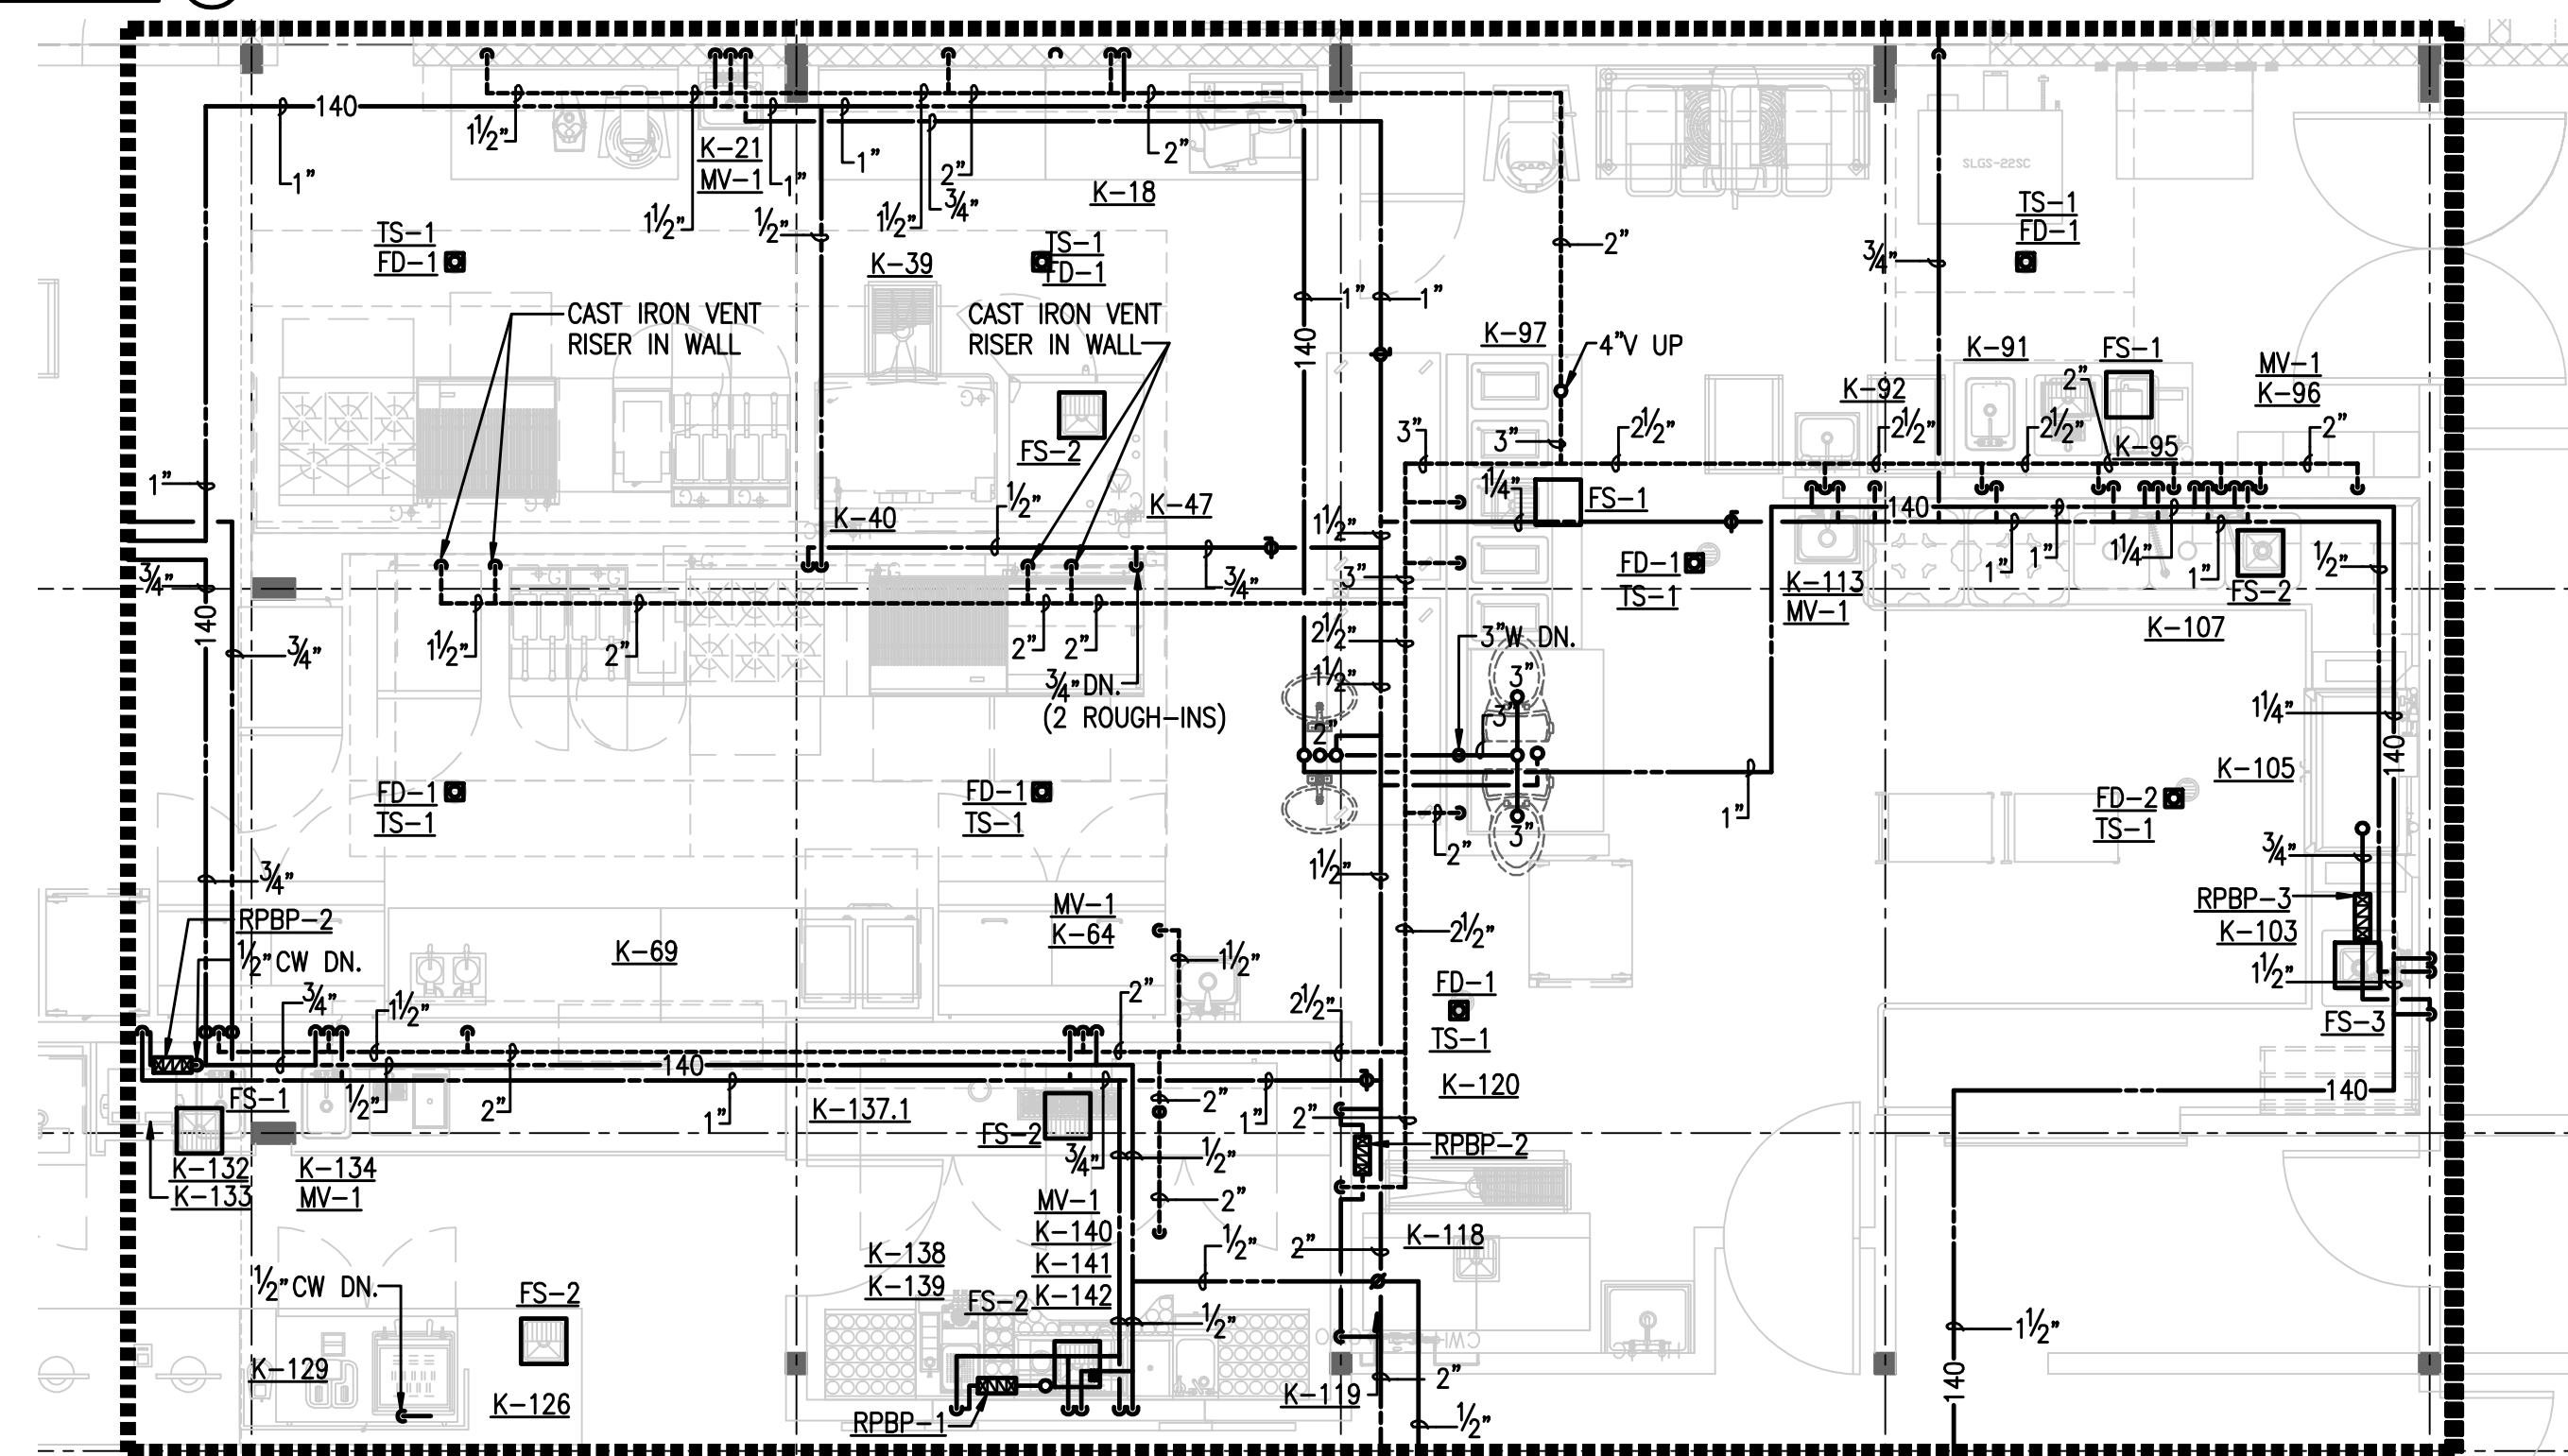 140
1½"
1"
K-21
MV-1
1"
1"
2"
¾"
2"
K-18
1½"
½"
1½"
TS-1
FD-1
K-39
TS-1
FD-1
2"
¾"
TS-1
FD-1
SLGS-22SC
CAST IRON VENT
RISER IN WALL
CAST IRON VENT
RISER IN WALL
1"
1"
140
K-97
4"V UP
K-91
FS-1
MV-1
K-96
K-92
2"
3"
3"
2½"
2½"
2½"
2"
K-95
FS-2
1"
K-40
½"
K-47
1½"
1¼"
FS-1
140
1"
1"
1¼"
1"
½"
¾"
140
¾"
3"
FD-1
TS-1
K-113
MV-1
FS-2
K-107
¾"
1½"
2"
2"
2"
2½"
3"W DN.
¾"DN.
(2 ROUGH-INS)
1½"
3"
3"
2"
1¼"
140
K-105
FD-1
TS-1
FD-1
TS-1
1"
FD-2
TS-1
3"
2"
¾"
1½"
¾"
RPBP-2
½"CW DN.
K-69
MV-1
K-64
1½"
2½"
RPBP-3
K-103
1½"
FS-3
¾"
1½"
2"
2½"
FD-1
TS-1
140
FS-1
½"
2"
1"
K-137.1
FS-2
2"
1"
2"
K-120
140
RPBP-2
¾"
½"
K-132
K-133
K-134
MV-1
MV-1
K-140
K-141
K-142
2"
½"
2"
K-118
K-138
K-139
½"CW DN.
FS-2
FS-2
½"
1½"
K-129
K-126
RPBP-1
K-119
2"
½"
140
CW